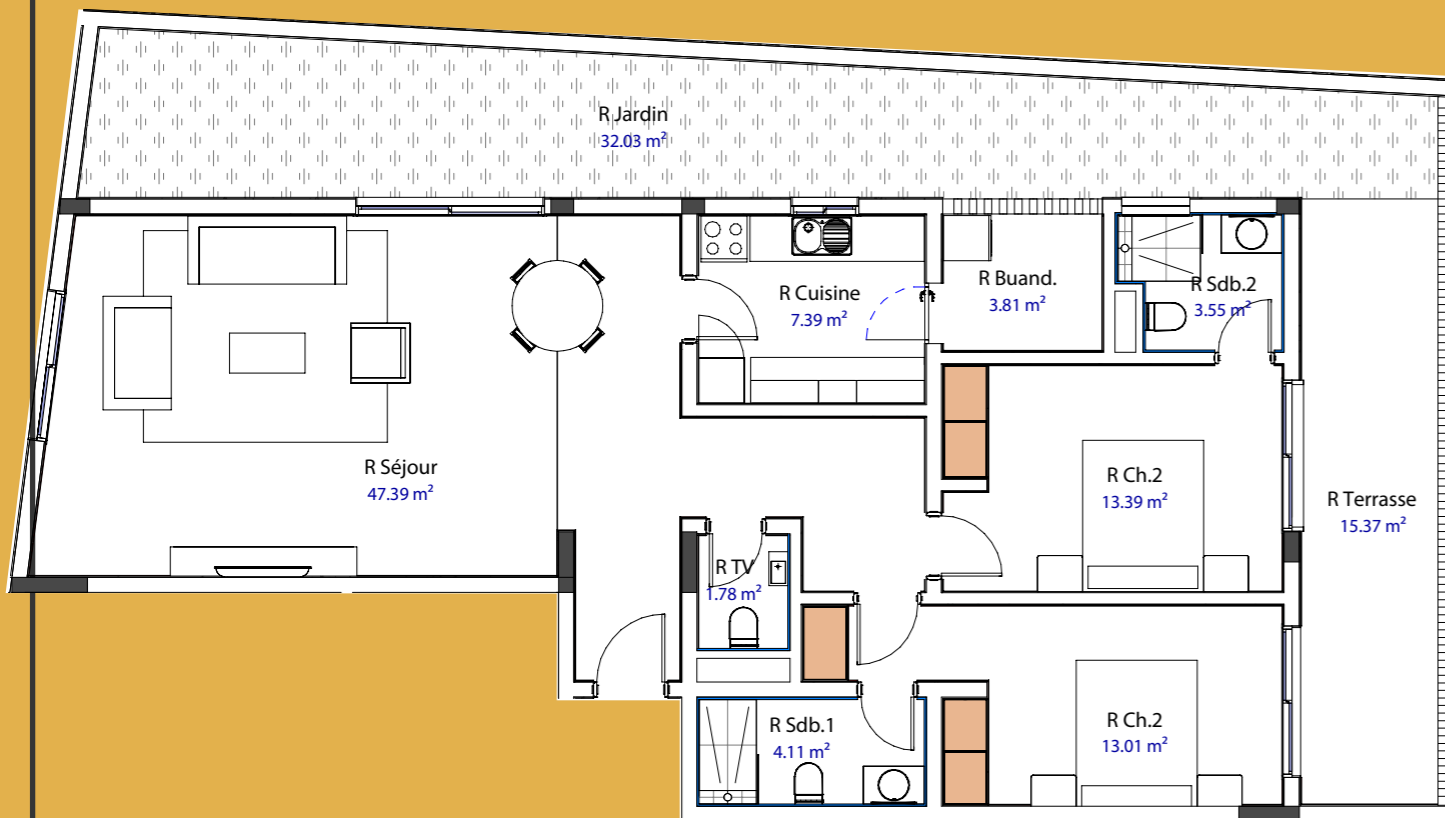 R Jardin
32.03 m²
R Cuisine
7.39 m²
R Buand.
3.81 m²
R Sdb.2
3.55 m²
R Séjour
47.39 m²
R Ch.2
13.39 m²
R Terrasse
15.37 m²
R TV
1.78 m²
R Sdb.1
4.11 m²
R Ch.2
13.01 m²